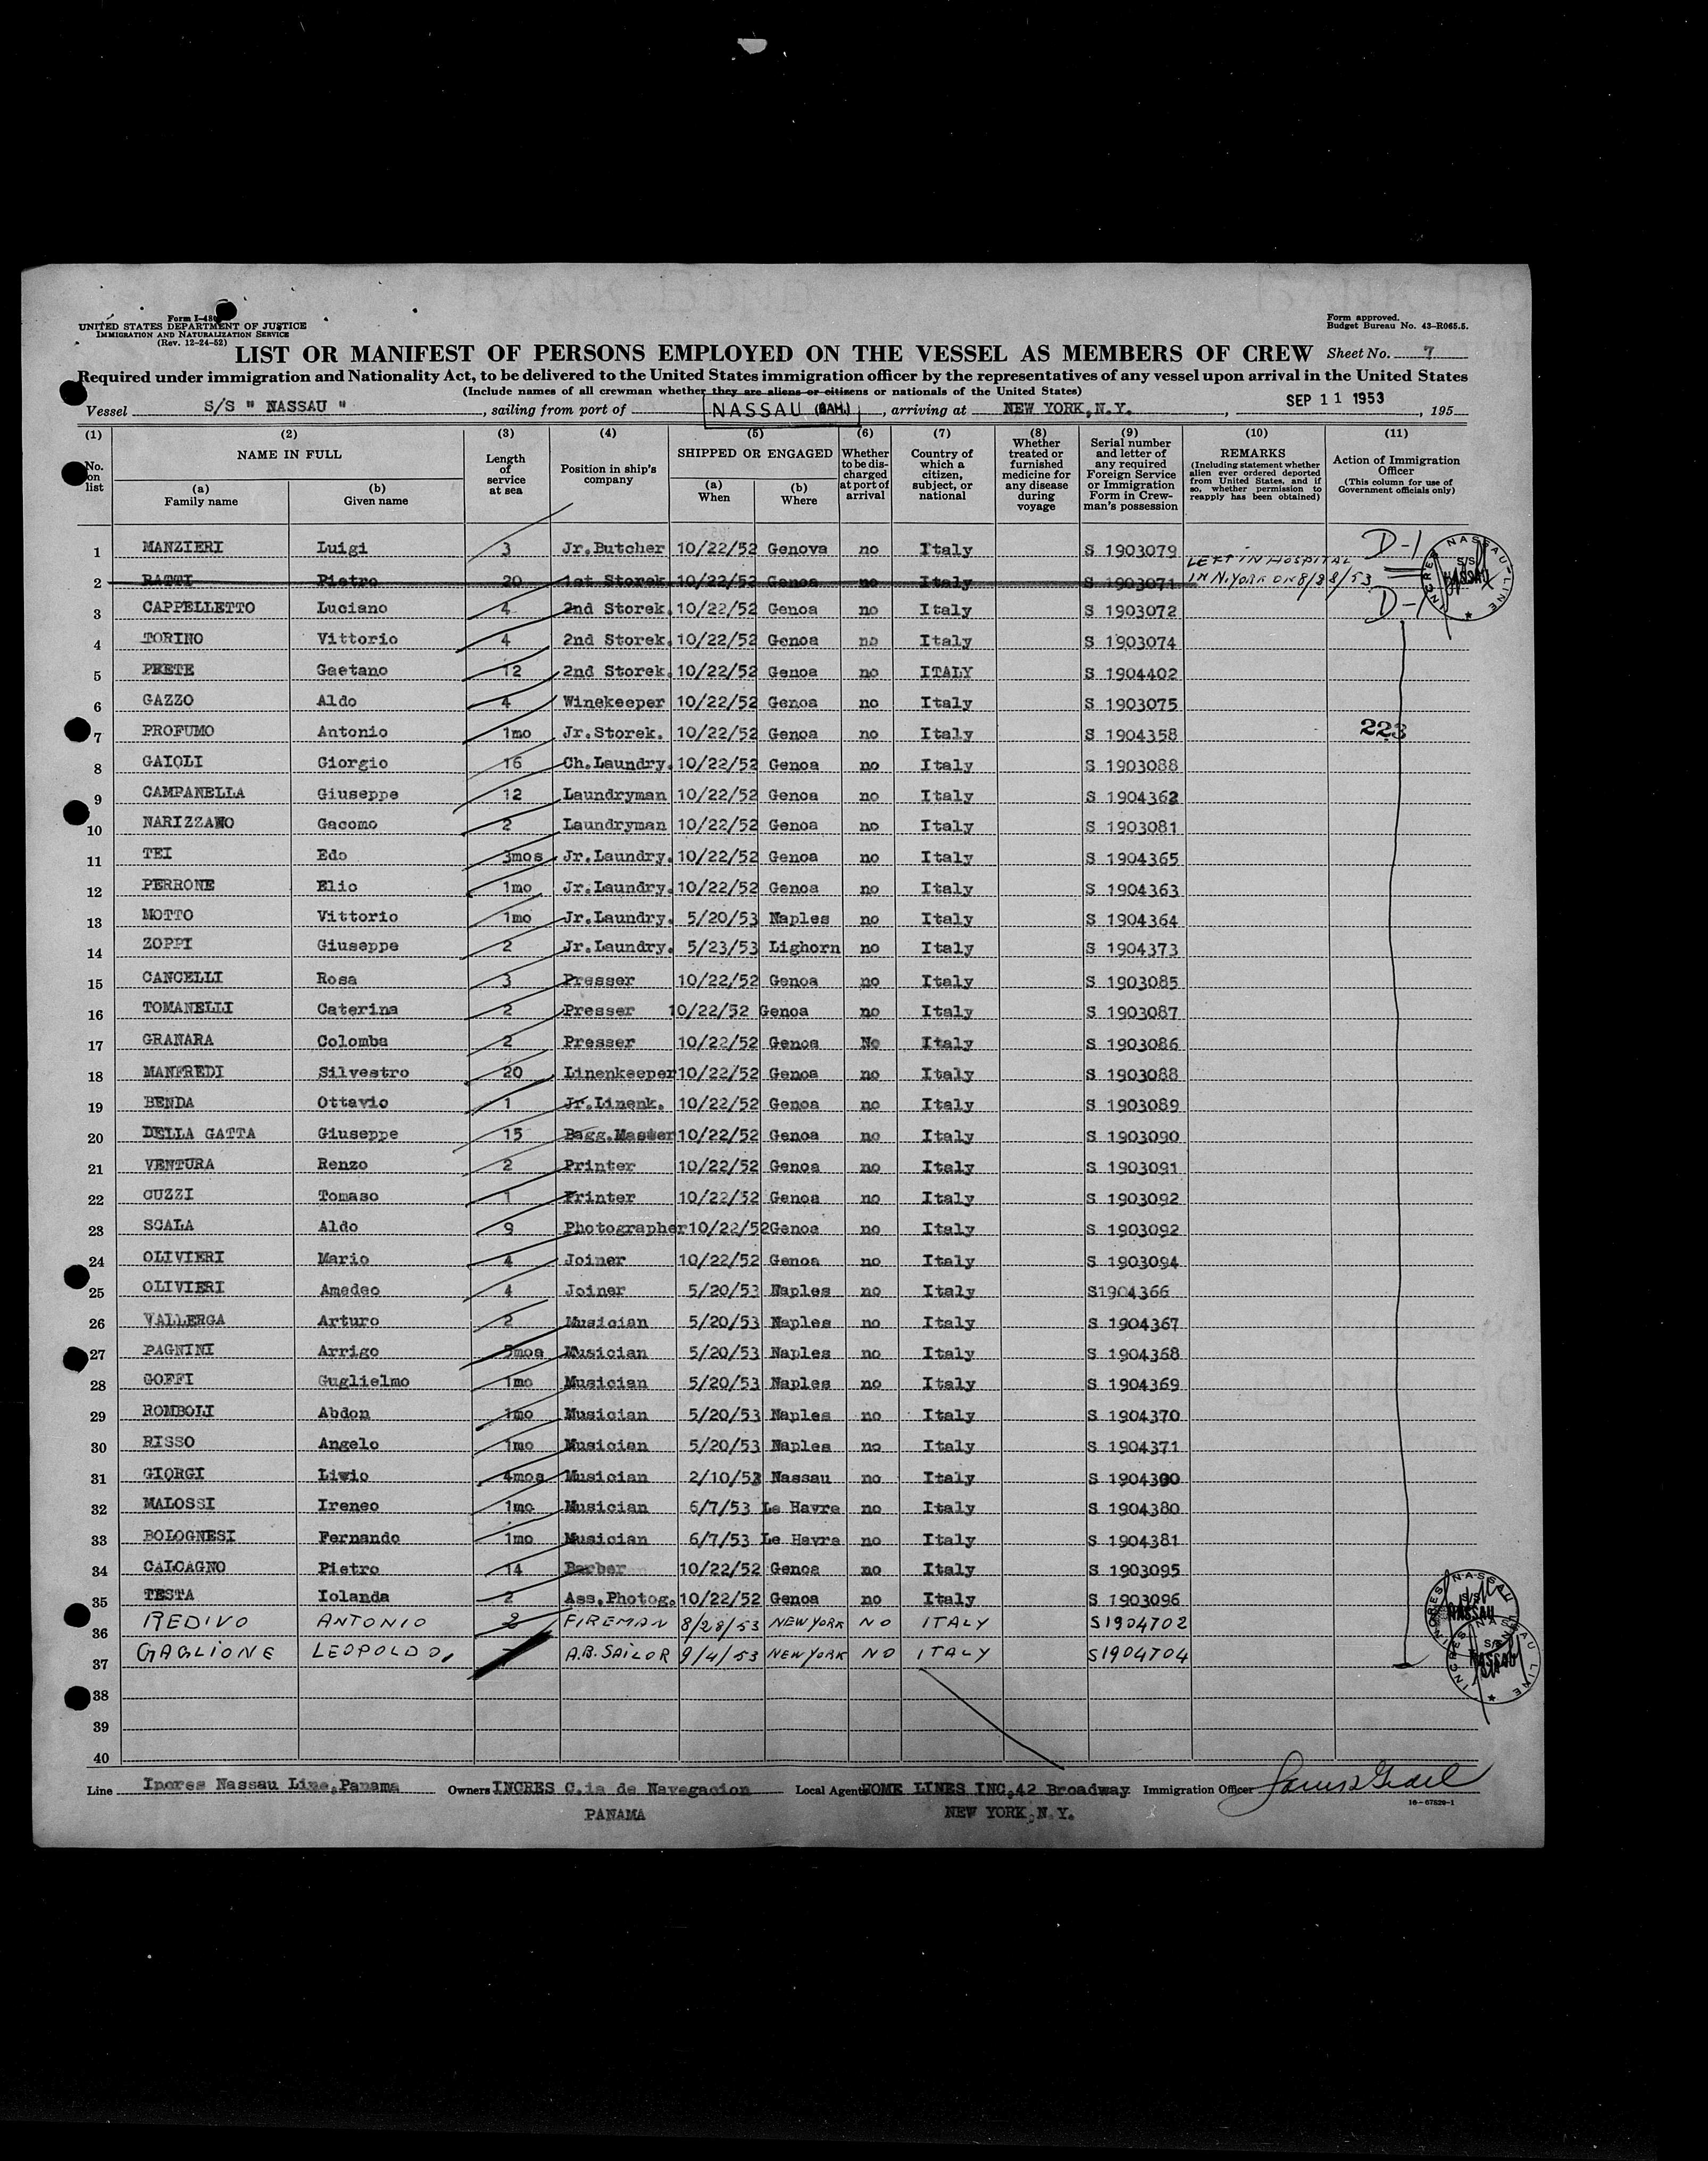 Form I-480
UNITED STATES DEPARTMENT OF JUSTICE
IMMIGRATION AND NATURALIZATION SERVICE
(Rev. 12-24-52)
Form approved.
Budget Bureau No. 43-R065.5.
LIST OR MANIFEST OF PERSONS EMPLOYED ON THE VESSEL AS MEMBERS OF CREW Sheet No. 7
Required under immigration and Nationality Act, to be delivered to the United States immigration officer by the representatives of any vessel upon arrival in the United States
(Include names of all crewman whether they are aliens or citizens or nationals of the United States)
Vessel S/S " NASSAU ", sailing from port of NASSAU (BAH.), arriving at NEW YORK, N.Y., SEP 11 1953, 195
(1) (2) (3) (4) (5) (6) (7) (8) (9) (10) (11)
No. on list NAME IN FULL (a) Family name (b) Given name Length of service at sea Position in ship's company SHIPPED OR ENGAGED (a) When (b) Where Whether to be discharged at port of arrival Country of which a citizen, subject, or national Whether treated or furnished medicine for any disease during voyage Serial number and letter of any required Foreign Service or Immigration Form in Crewman's possession REMARKS (Including statement whether alien ever ordered deported from United States, and if so, whether permission to reapply has been obtained) Action of Immigration Officer (This column for use of Government officials only)
1 MANZIERI Luigi 3 Jr.Butcher 10/22/52 Genova no Italy S 1903079 D-1
LEFT IN HOSPITAL
2 RATTI Pietro 20 1st Storek. 10/22/52 Genoa no Italy S 1903071 IN N.YORK ON 8/28/53
3 CAPPELLETTO Luciano 4 2nd Storek. 10/22/52 Genoa no Italy S 1903072 D-1
4 TORINO Vittorio 4 2nd Storek. 10/22/52 Genoa no Italy S 1903074
5 PRETE Gaetano 12 2nd Storek. 10/22/52 Genoa no ITALY S 1904402
6 GAZZO Aldo 4 Winekeeper 10/22/52 Genoa no Italy S 1903075
7 PROFUMO Antonio 1mo Jr.Storek. 10/22/52 Genoa no Italy S 1904358 223
8 GAIOLI Giorgio 16 Ch.Laundry. 10/22/52 Genoa no Italy S 1903088
9 CAMPANELLA Giuseppe 12 Laundryman 10/22/52 Genoa no Italy S 1904362
10 NARIZZANO Gacomo 2 Laundryman 10/22/52 Genoa no Italy S 1903081
11 TEI Edo 3mos Jr.Laundry. 10/22/52 Genoa no Italy S 1904365
12 PERRONE Elio 1mo Jr.Laundry. 10/22/52 Genoa no Italy S 1904363
13 MOTTO Vittorio 1mo Jr.Laundry. 5/20/53 Naples no Italy S 1904364
14 ZOPPI Giuseppe 2 Jr.Laundry. 5/23/53 Lighorn no Italy S 1904373
15 CANCELLI Rosa 3 Presser 10/22/52 Genoa no Italy S 1903085
16 TOMANELLI Caterina 2 Presser 10/22/52 Genoa no Italy S 1903087
17 GRANARA Colomba 2 Presser 10/22/52 Genoa No Italy S 1903086
18 MANFREDI Silvestro 20 Linenkeeper 10/22/52 Genoa no Italy S 1903088
19 BENDA Ottavio 1 Jr.Linenk. 10/22/52 Genoa no Italy S 1903089
20 DELLA GATTA Giuseppe 15 Bagg.Master 10/22/52 Genoa no Italy S 1903090
21 VENTURA Renzo 2 Printer 10/22/52 Genoa no Italy S 1903091
22 CUZZI Tomaso 1 Printer 10/22/52 Genoa no Italy S 1903092
23 SCALA Aldo 9 Photographer 10/22/52 Genoa no Italy S 1903092
24 OLIVIERI Mario 4 Joiner 10/22/52 Genoa no Italy S 1903094
25 OLIVIERI Amedeo 4 Joiner 5/20/53 Naples no Italy S1904366
26 VALLERGA Arturo 2 Musician 5/20/53 Naples no Italy S 1904367
27 PAGNINI Arrigo mos Musician 5/20/53 Naples no Italy S 1904368
28 GOFFI Guglielmo 1mo Musician 5/20/53 Naples no Italy S 1904369
29 ROMBOLI Abdon 1mo Musician 5/20/53 Naples no Italy S 1904370
30 RISSO Angelo 1mo Musician 5/20/53 Naples no Italy S 1904371
31 GIORGI Livio 4mos Musician 2/10/53 Nassau no Italy S 1904390
32 MALOSSI Ireneo 1mo Musician 6/7/53 Le Havre no Italy S 1904380
33 BOLOGNESI Fernando 1mo Musician 6/7/53 Le Havre no Italy S 1904381
34 CALCAGNO Pietro 14 Barber 10/22/52 Genoa no Italy S 1903095
35 TESTA Iolanda 2 Ass.Photog. 10/22/52 Genoa no Italy S 1903096
36 REDIVO ANTONIO 2 FIREMAN 8/28/53 NEW YORK NO ITALY S1904702
37 GAGLIONE LEOPOLDO, A.B. SAILOR 9/4/53 NEW YORK NO ITALY S1904704
38
39
40
INCRES NASSAU LINE S/S NASSAU
INCRES NASSAU LINE S/S NASSAU
INCRES NASSAU LINE S/S NASSAU
Line Incres Nassau Line,Panama Owners INCRES C.ia de Navegacion Local Agent HOME LINES INC,42 Broadway Immigration Officer
PANAMA NEW YORK, N.Y.
16-67529-1